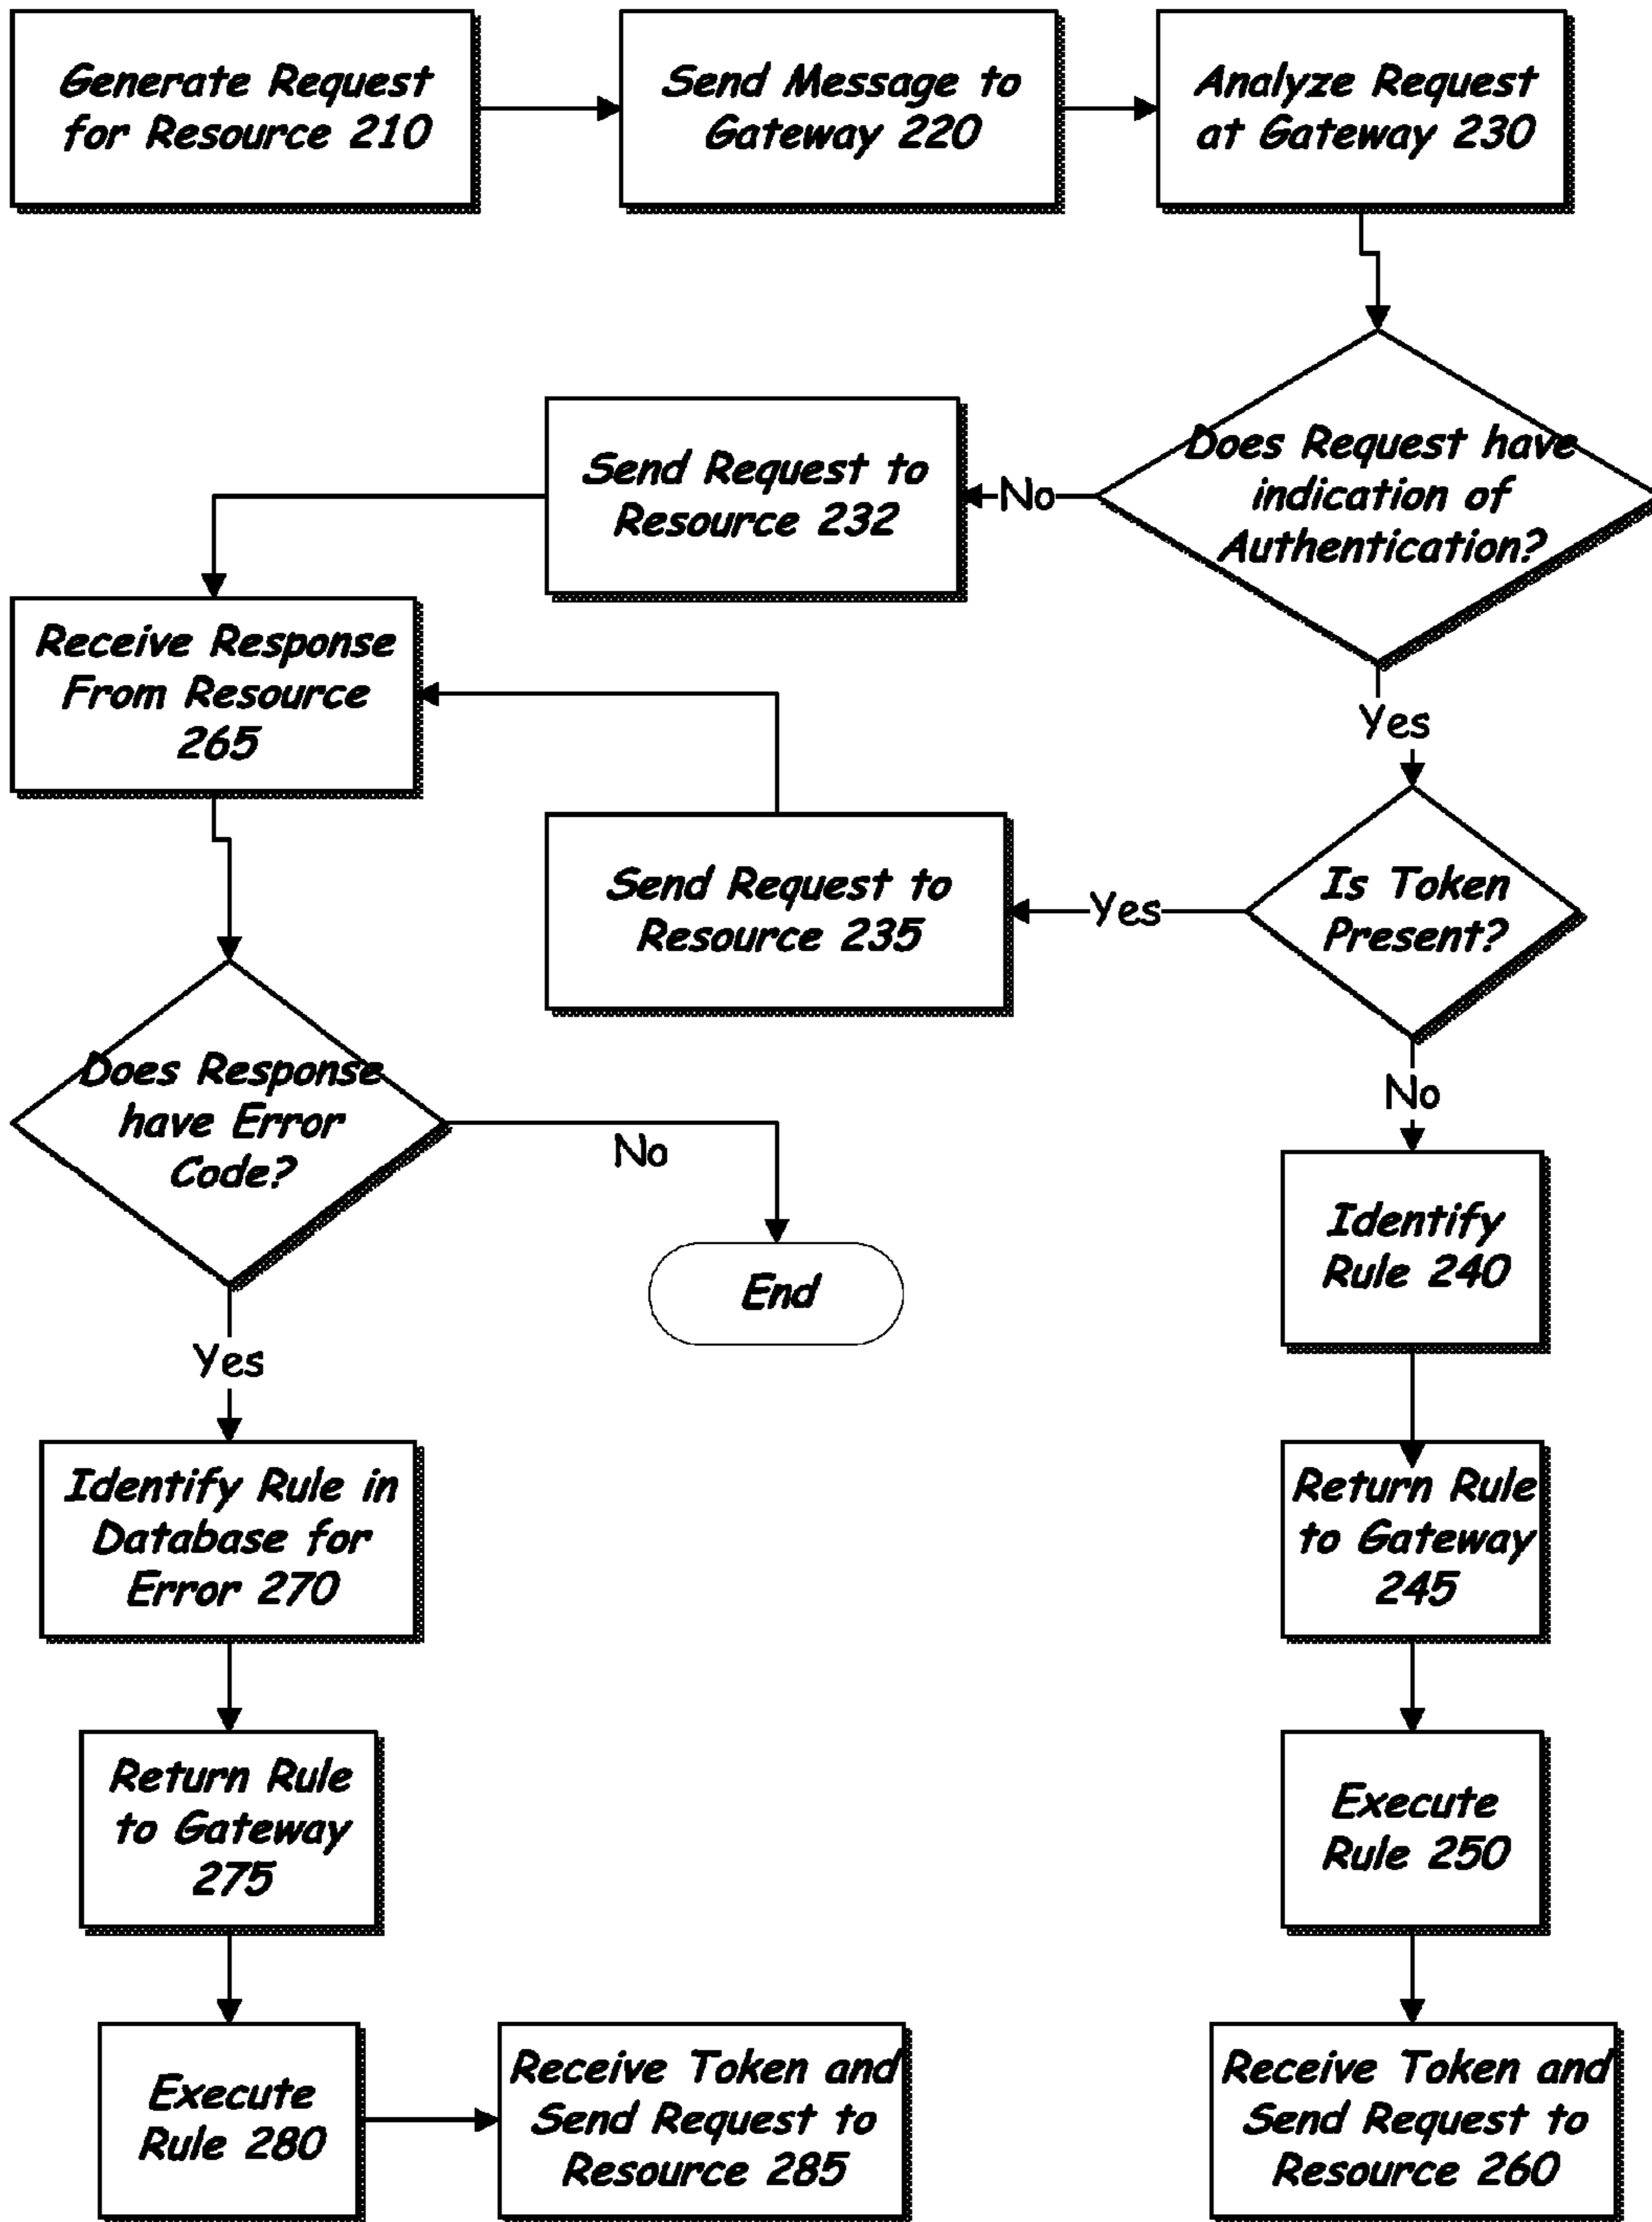 Generate Request
for Resource 210
Send Message to
Gateway 220
Analyze Request
at Gateway 230
Does Request have
indication of
Authentication?
No
Send Request to
Resource 232
Receive Response
From Resource
265
Yes
Is Token
Present?
Yes
Send Request to
Resource 235
No
Does Response
have Error
Code?
No
End
Yes
Identify
Rule 240
Identify Rule in
Database for
Error 270
Return Rule
to Gateway
245
Return Rule
to Gateway
275
Execute
Rule 250
Execute
Rule 280
Receive Token and
Send Request to
Resource 285
Receive Token and
Send Request to
Resource 260